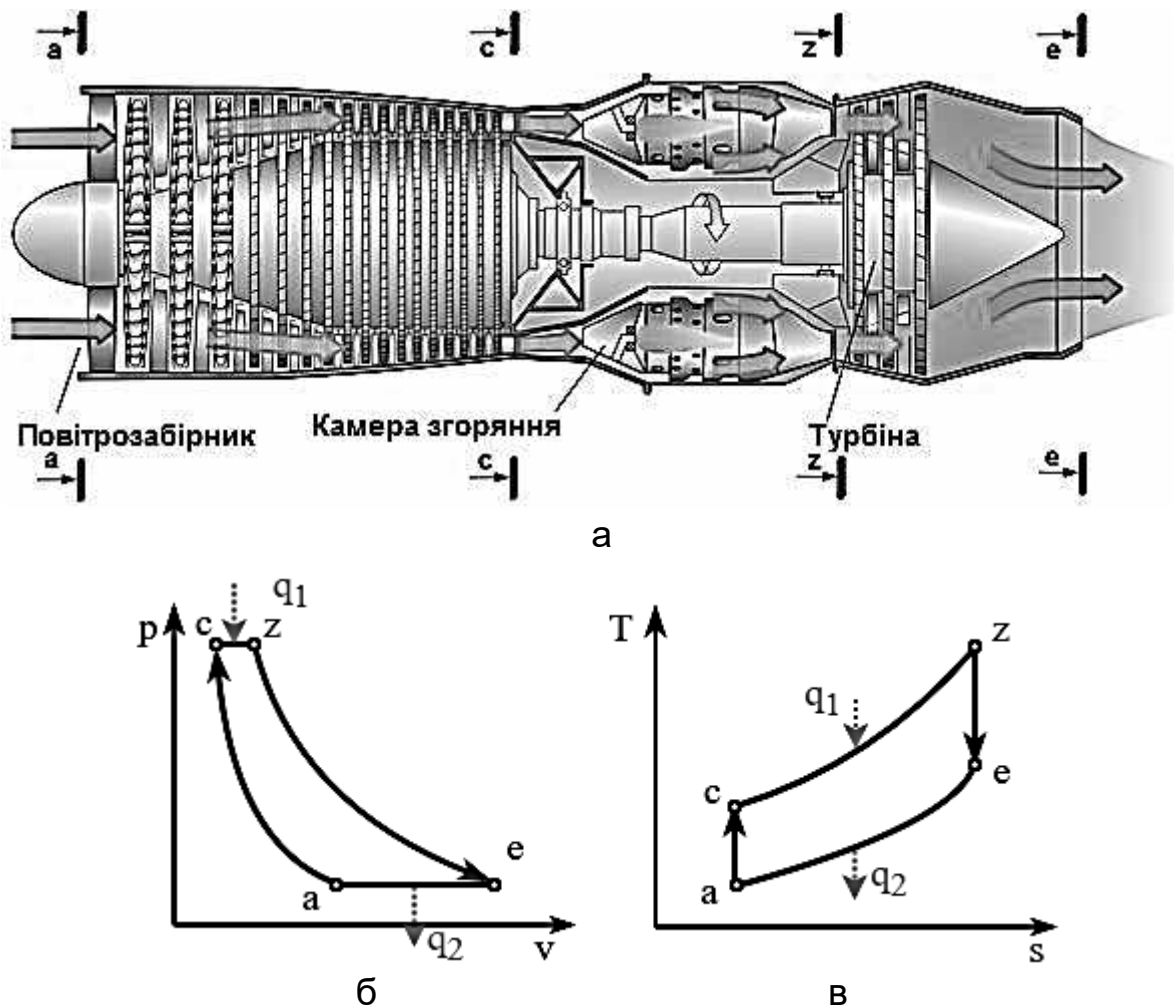 a c z e
Повітрозабірник Камера згоряння Турбіна
a c z e
а
p c q1 z a e q2 v
T z q1 c e a q2 s
б в